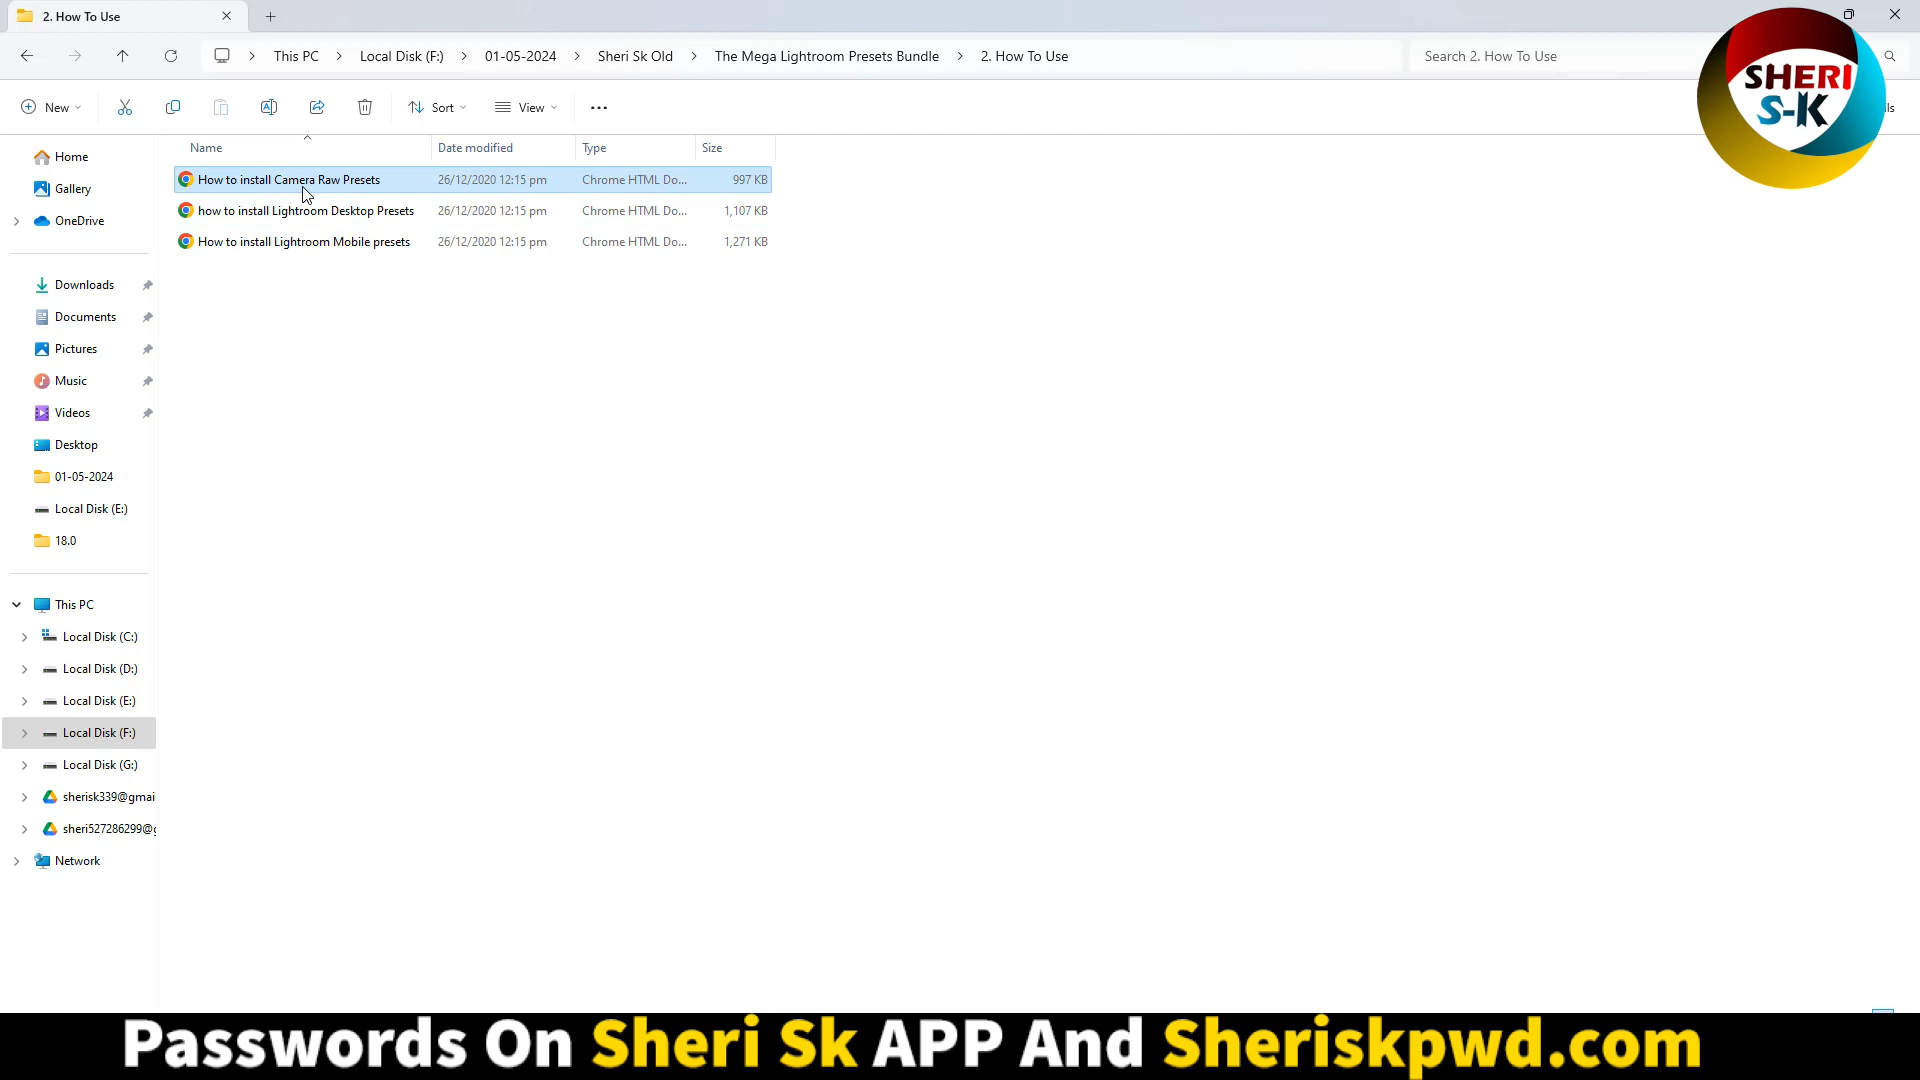 2. How To Use
This PC
Local Disk (F:)
01-05-2024
Sheri Sk Old
The Mega Lightroom Presets Bundle
2. How To Use
Search 2. How To Use
New
Sort
View
ils
SHERI
S-K
Name
Date modified
Type
Size
How to install Camera Raw Presets
26/12/2020 12:15 pm
Chrome HTML Do...
997 KB
how to install Lightroom Desktop Presets
26/12/2020 12:15 pm
Chrome HTML Do...
1,107 KB
How to install Lightroom Mobile presets
26/12/2020 12:15 pm
Chrome HTML Do...
1,271 KB
Home
Gallery
OneDrive
Downloads
Documents
Pictures
Music
Videos
Desktop
01-05-2024
Local Disk (E:)
18.0
This PC
Local Disk (C:)
Local Disk (D:)
Local Disk (E:)
Local Disk (F:)
Local Disk (G:)
sherisk339@gmai
sheri527286299@g
Network
Passwords On Sheri Sk APP And Sheriskpwd.com